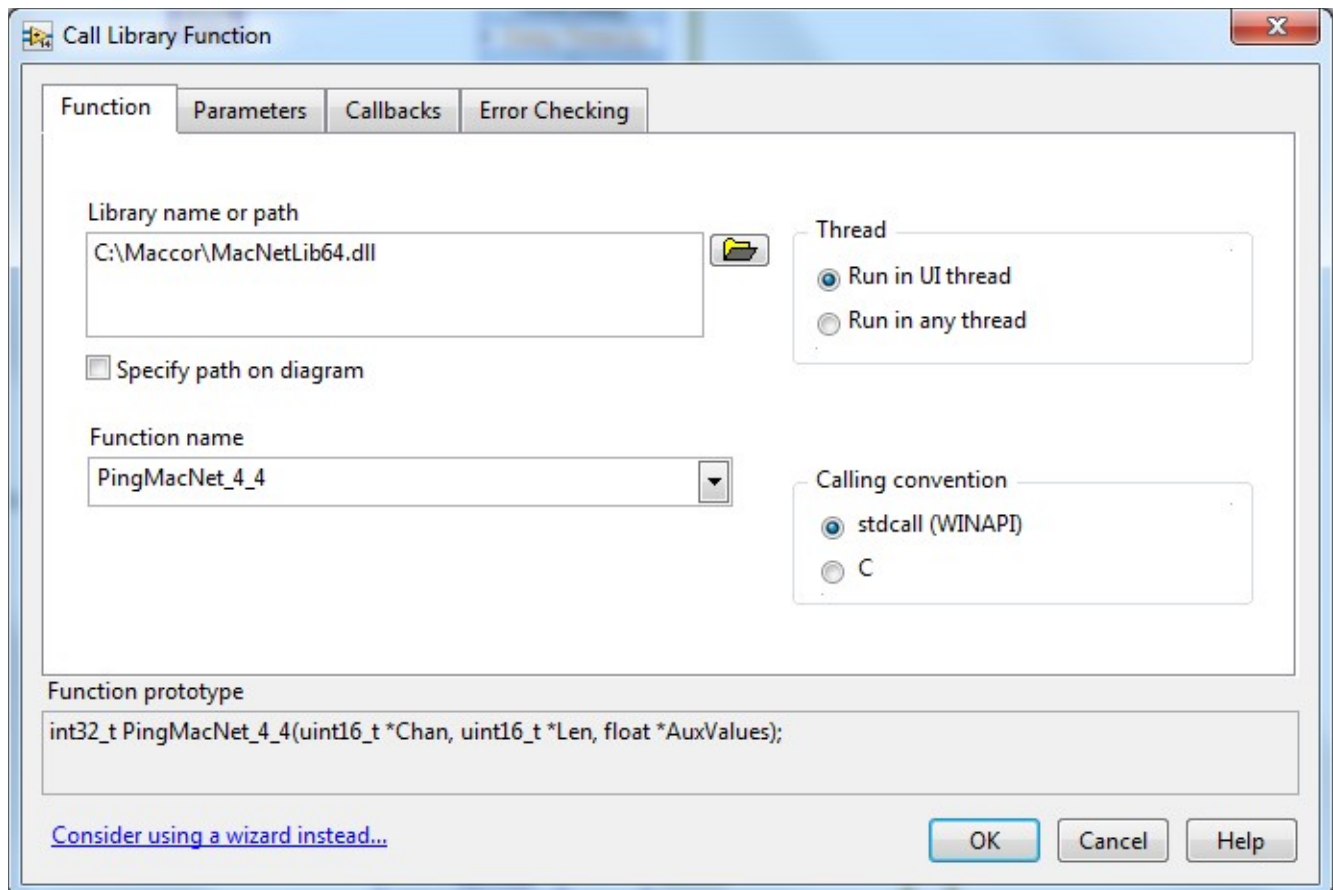 Call Library Function
Function
Parameters
Callbacks
Error Checking
Library name or path
C:\Maccor\MacNetLib64.dll
Specify path on diagram
Function name
PingMacNet_4_4
Thread
Run in UI thread
Run in any thread
Calling convention
stdcall (WINAPI)
C
Function prototype
int32_t PingMacNet_4_4(uint16_t *Chan, uint16_t *Len, float *AuxValues);
Consider using a wizard instead...
OK
Cancel
Help